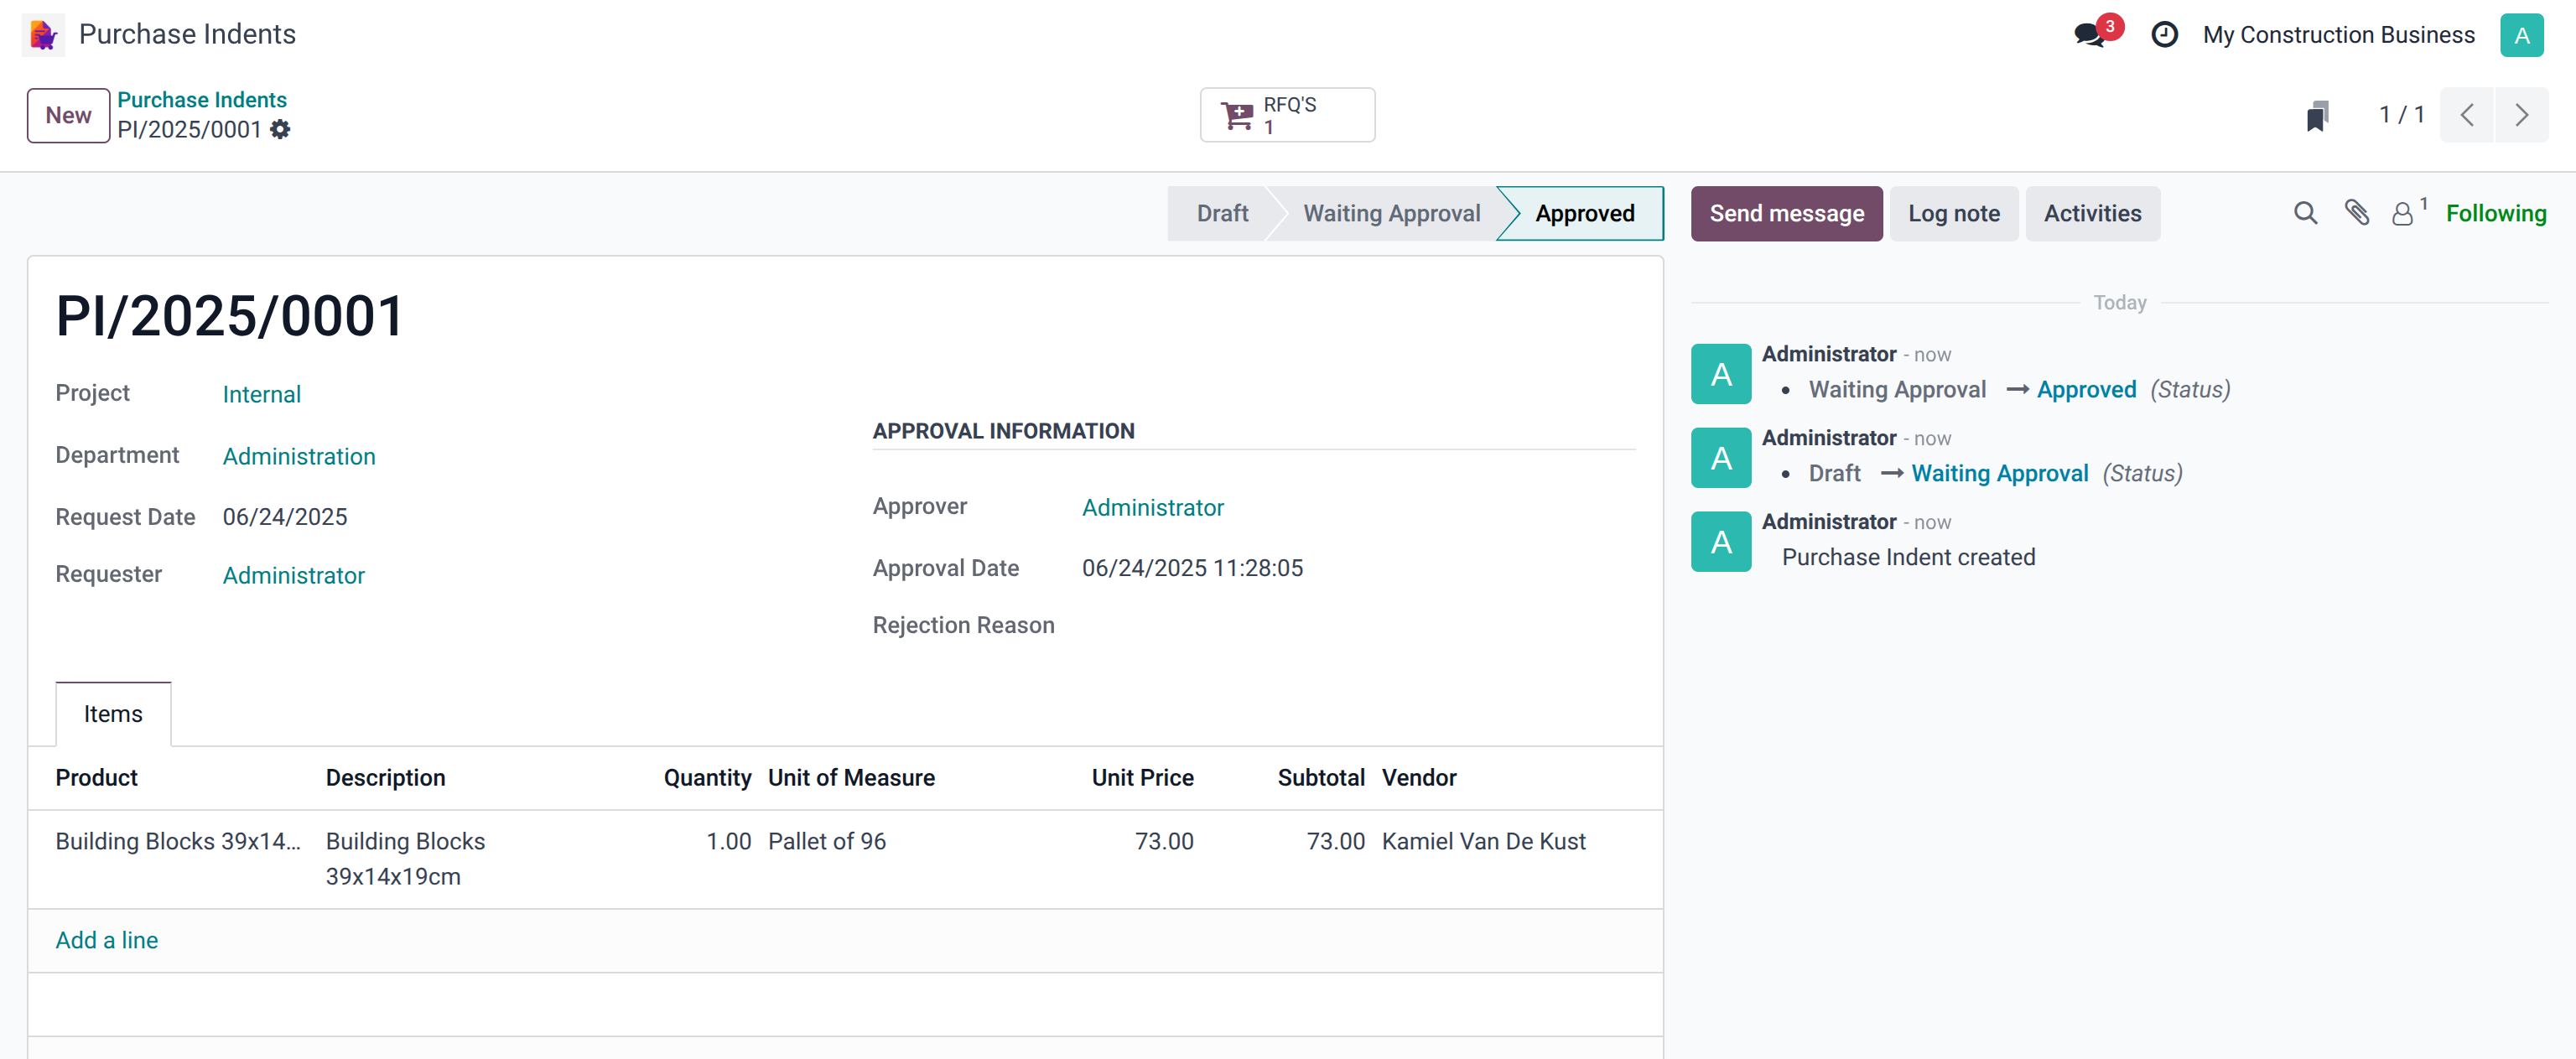 Purchase Indents
3
My Construction Business
A
New
Purchase Indents
PI/2025/0001
RFQ'S
1
1 / 1
Draft
Waiting Approval
Approved
Send message
Log note
Activities
1
Following
PI/2025/0001
Project
Internal
Department
Administration
Request Date
06/24/2025
Requester
Administrator
APPROVAL INFORMATION
Approver
Administrator
Approval Date
06/24/2025 11:28:05
Rejection Reason
Items
Product Description Quantity Unit of Measure Unit Price Subtotal Vendor
Building Blocks 39x14... Building Blocks 1.00 Pallet of 96 73.00 73.00 Kamiel Van De Kust
39x14x19cm
Add a line
Today
A
Administrator - now
• Waiting Approval → Approved (Status)
A
Administrator - now
• Draft → Waiting Approval (Status)
A
Administrator - now
Purchase Indent created